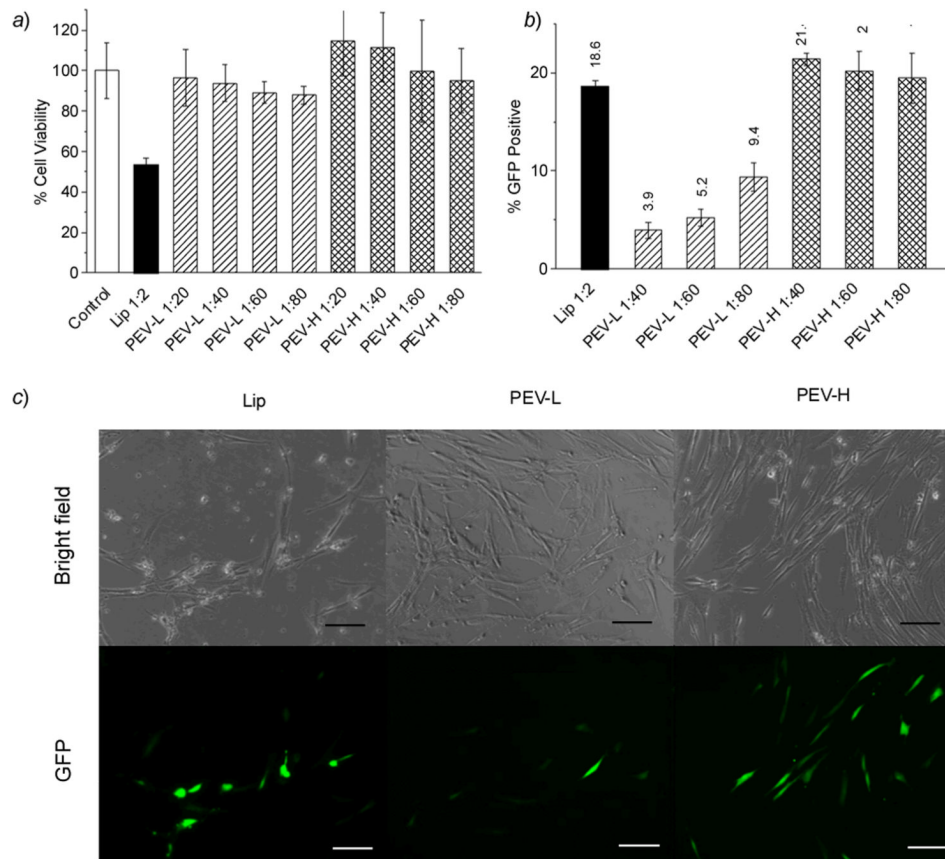 a)
% Cell Viability
120
100
80
60
40
20
0
Control
Lip 1:2
PEV-L 1:20
PEV-L 1:40
PEV-L 1:60
PEV-L 1:80
PEV-H 1:20
PEV-H 1:40
PEV-H 1:60
PEV-H 1:80
b)
% GFP Positive
20
10
0
18.6
3.9
5.2
9.4
21.
2
Lip 1:2
PEV-L 1:40
PEV-L 1:60
PEV-L 1:80
PEV-H 1:40
PEV-H 1:60
PEV-H 1:80
c)
Lip
PEV-L
PEV-H
Bright field
GFP